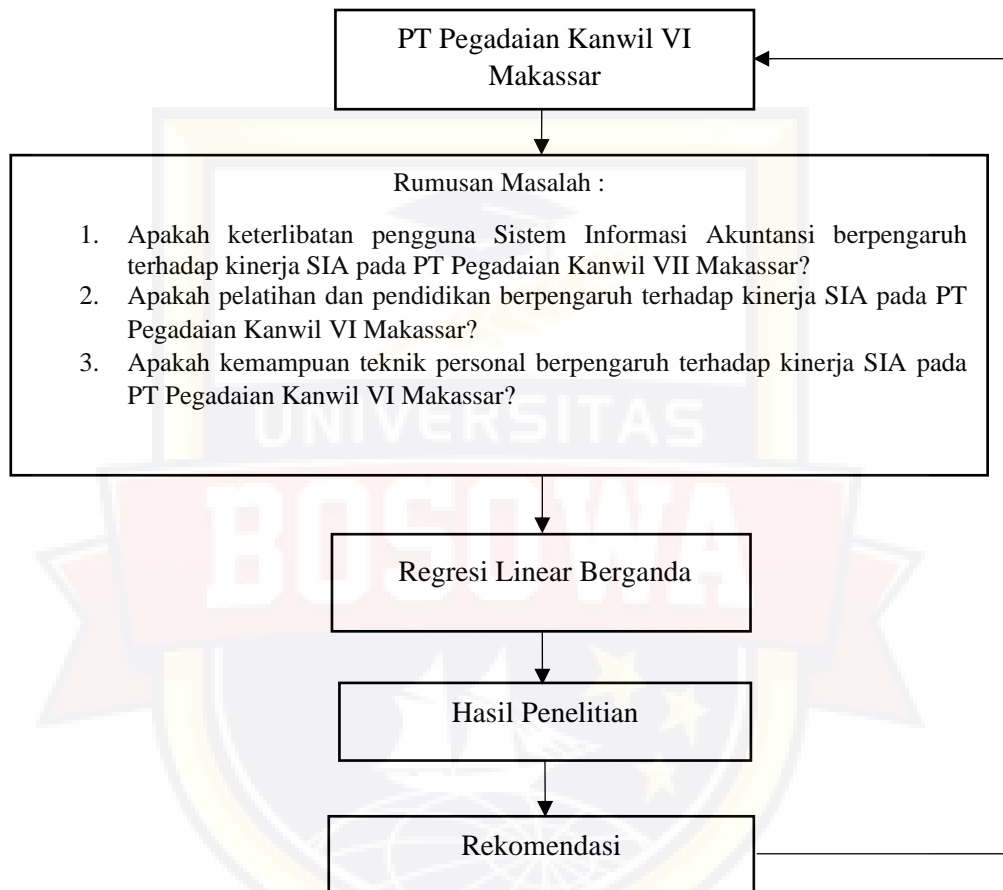 PT Pegadaian Kanwil VI
Makassar
Rumusan Masalah :
1. Apakah keterlibatan pengguna Sistem Informasi Akuntansi berpengaruh
terhadap kinerja SIA pada PT Pegadaian Kanwil VII Makassar?
2. Apakah pelatihan dan pendidikan berpengaruh terhadap kinerja SIA pada PT
Pegadaian Kanwil VI Makassar?
3. Apakah kemampuan teknik personal berpengaruh terhadap kinerja SIA pada
PT Pegadaian Kanwil VI Makassar?
UNIVERSITAS
BOSOWA
Regresi Linear Berganda
Hasil Penelitian
Rekomendasi